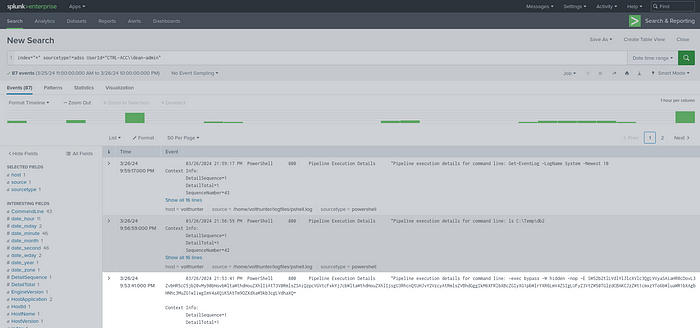 splunk>enterprise Apps
Messages Settings Activity Help Find
Search Analytics Datasets Reports Alerts Dashboards
Search & Reporting
New Search
Save As Create Table View Close
1 index="*" sourcetype!=adss UserId="CTRL-ACC\\dean-admin"
Date time range
87 events (3/25/24 11:00:00.000 AM to 3/26/24 10:00:00.000 PM) No Event Sampling
Job Smart Mode
Events (87) Patterns Statistics Visualization
Format Timeline – Zoom Out + Zoom to Selection × Deselect
1 hour per column
List Format 50 Per Page
< Prev 1 2 Next >
< Hide Fields All Fields
i Time Event
SELECTED FIELDS
a host 1
a source 1
a sourcetype 1
INTERESTING FIELDS
a CommandLine 43
# date_hour 11
# date_mday 2
# date_minute 46
a date_month 1
# date_second 46
a date_wday 2
# date_year 1
a date_zone 1
# DetailSequence 1
# DetailTotal 1
a EngineVersion 1
a HostApplication 2
a HostId 1
a HostName 1
# HostVersion 1
3/26/24
9:59:17.000 PM
03/26/2024 21:59:17 PM PowerShell 800 Pipeline Execution Details "Pipeline execution details for command line: Get-EventLog -LogName System -Newest 10
Context Info:
DetailSequence=1
DetailTotal=1
SequenceNumber=43
Show all 16 lines
host = volthunter source = /home/volthunter/logfiles/pshell.log sourcetype = powershell
3/26/24
9:56:59.000 PM
03/26/2024 21:56:59 PM PowerShell 800 Pipeline Execution Details "Pipeline execution details for command line: ls C:\Temp\db2
Context Info:
DetailSequence=1
DetailTotal=1
SequenceNumber=42
Show all 16 lines
host = volthunter source = /home/volthunter/logfiles/pshell.log sourcetype = powershell
3/26/24
9:53:41.000 PM
03/26/2024 21:53:41 PM PowerShell 800 Pipeline Execution Details "Pipeline execution details for command line: -exec bypass -W hidden -nop -E
Context Info:
DetailSequence=1
DetailTotal=1